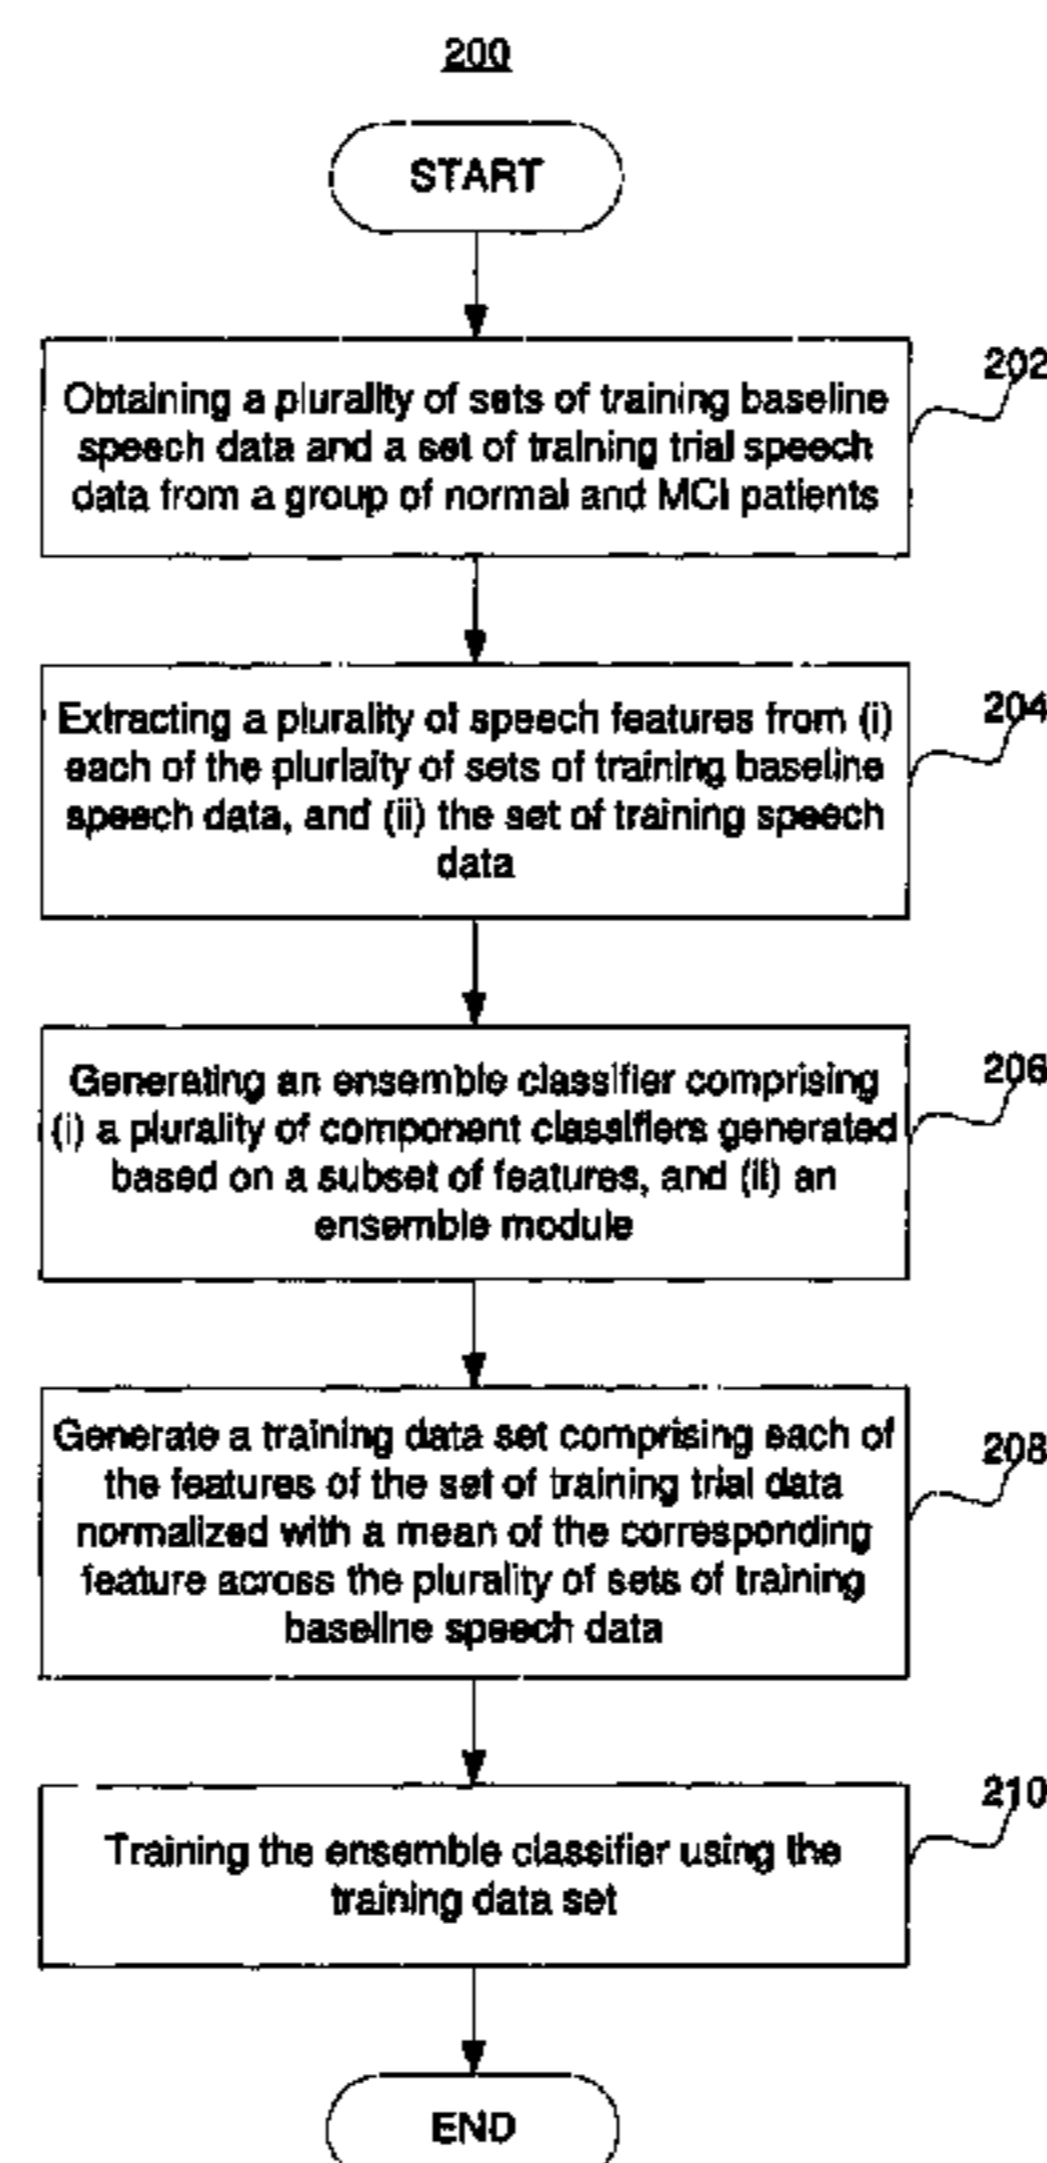 200
START
202
Obtaining a plurality of sets of training baseline
speech data and a set of training trial speech
data from a group of normal and MCI patients
204
Extracting a plurality of speech features from (i)
each of the plurlaity of sets of training baseline
speech data, and (ii) the set of training speech
data
206
Generating an ensemble classifier comprising
(i) a plurality of component classifiers generated
based on a subset of features, and (ii) an
ensemble module
208
Generate a training data set comprising each of
the features of the set of training trial data
normalized with a mean of the corresponding
feature across the plurality of sets of training
baseline speech data
210
Training the ensemble classifier using the
training data set
END